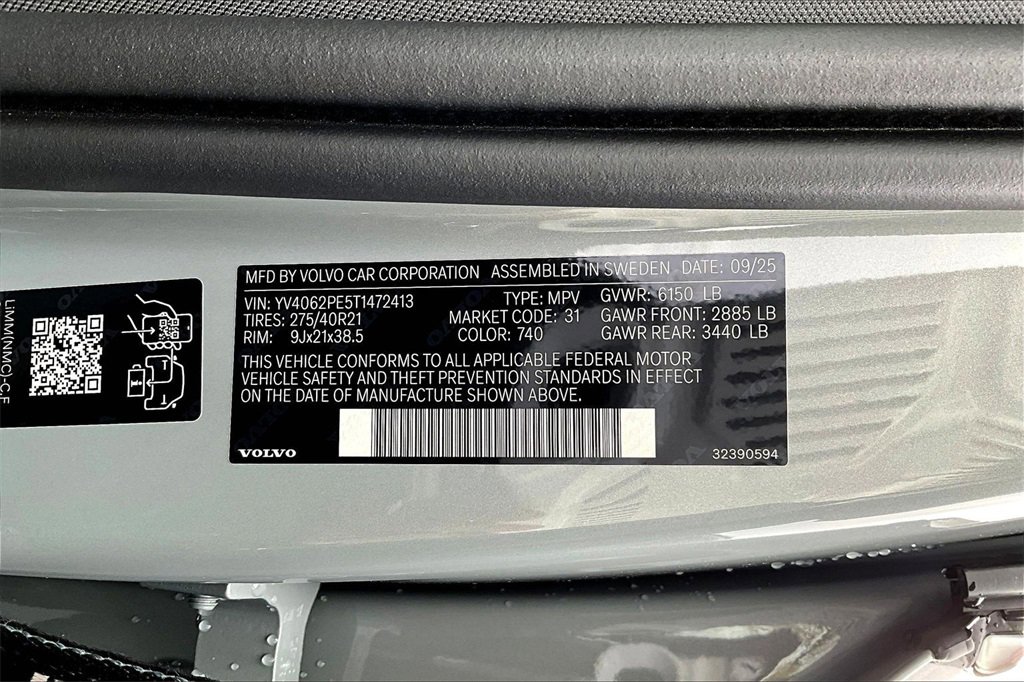 MFD BY VOLVO CAR CORPORATION ASSEMBLED IN SWEDEN DATE: 09/25
VIN: YV4062PE5T1472413 TYPE: MPV GVWR: 6150 LB
TIRES: 275/40R21 MARKET CODE: 31 GAWR FRONT: 2885 LB
RIM: 9Jx21x38.5 COLOR: 740 GAWR REAR: 3440 LB
THIS VEHICLE CONFORMS TO ALL APPLICABLE FEDERAL MOTOR
VEHICLE SAFETY AND THEFT PREVENTION STANDARDS IN EFFECT
ON THE DATE OF MANUFACTURE SHOWN ABOVE.
VOLVO 32390594